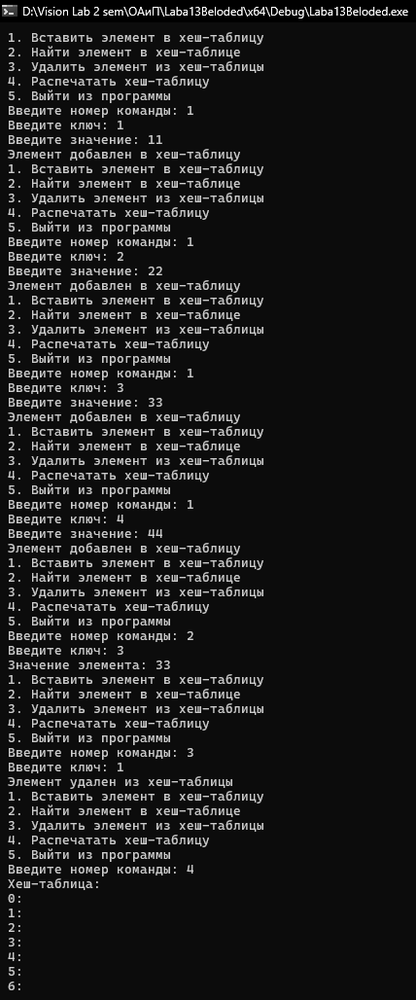 D:\Vision Lab 2 sem\ОАиП\Laba13Beloded\x64\Debug\Laba13Beloded.exe
1. Вставить элемент в хеш-таблицу
2. Найти элемент в хеш-таблице
3. Удалить элемент из хеш-таблицы
4. Распечатать хеш-таблицу
5. Выйти из программы
Введите номер команды: 1
Введите ключ: 1
Введите значение: 11
Элемент добавлен в хеш-таблицу
1. Вставить элемент в хеш-таблицу
2. Найти элемент в хеш-таблице
3. Удалить элемент из хеш-таблицы
4. Распечатать хеш-таблицу
5. Выйти из программы
Введите номер команды: 1
Введите ключ: 2
Введите значение: 22
Элемент добавлен в хеш-таблицу
1. Вставить элемент в хеш-таблицу
2. Найти элемент в хеш-таблице
3. Удалить элемент из хеш-таблицы
4. Распечатать хеш-таблицу
5. Выйти из программы
Введите номер команды: 1
Введите ключ: 3
Введите значение: 33
Элемент добавлен в хеш-таблицу
1. Вставить элемент в хеш-таблицу
2. Найти элемент в хеш-таблице
3. Удалить элемент из хеш-таблицы
4. Распечатать хеш-таблицу
5. Выйти из программы
Введите номер команды: 1
Введите ключ: 4
Введите значение: 44
Элемент добавлен в хеш-таблицу
1. Вставить элемент в хеш-таблицу
2. Найти элемент в хеш-таблице
3. Удалить элемент из хеш-таблицы
4. Распечатать хеш-таблицу
5. Выйти из программы
Введите номер команды: 2
Введите ключ: 3
Значение элемента: 33
1. Вставить элемент в хеш-таблицу
2. Найти элемент в хеш-таблице
3. Удалить элемент из хеш-таблицы
4. Распечатать хеш-таблицу
5. Выйти из программы
Введите номер команды: 3
Введите ключ: 1
Элемент удален из хеш-таблицы
1. Вставить элемент в хеш-таблицу
2. Найти элемент в хеш-таблице
3. Удалить элемент из хеш-таблицы
4. Распечатать хеш-таблицу
5. Выйти из программы
Введите номер команды: 4
Хеш-таблица:
0:
1:
2:
3:
4:
5:
6: